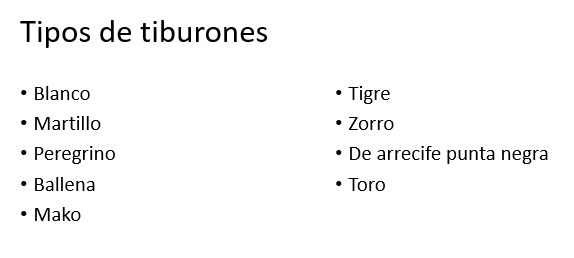 Tipos de tiburones
• Blanco
• Martillo
• Peregrino
• Ballena
• Mako
• Tigre
• Zorro
• De arrecife punta negra
• Toro